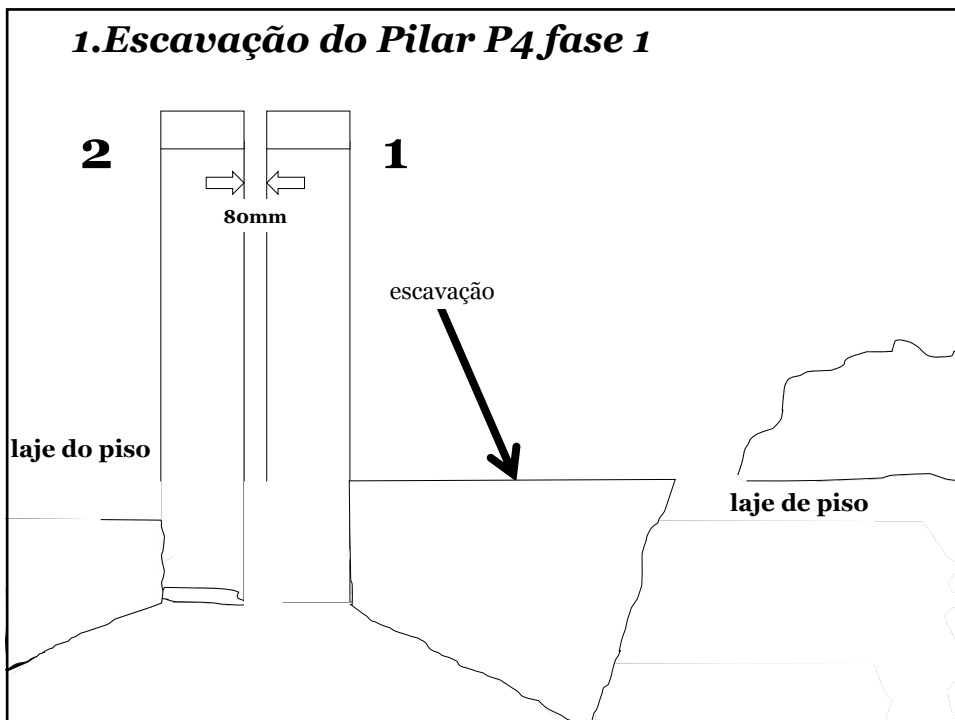 1.Escavação do Pilar P4 fase 1
2
1
80mm
escavação
laje do piso
laje de piso